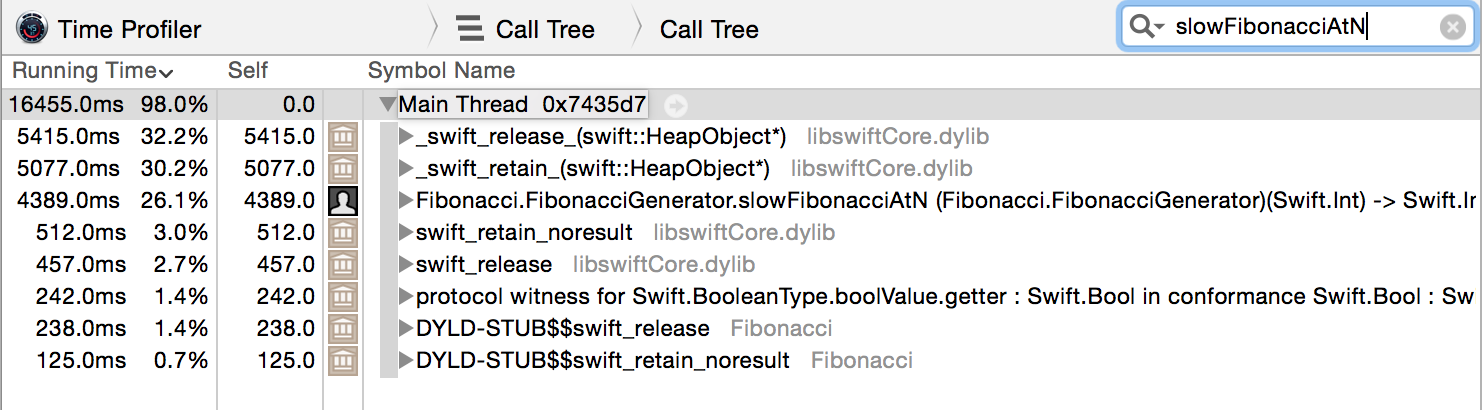 Time Profiler Call Tree Call Tree slowFibonacciAtN
Running Time Self Symbol Name
16455.0ms 98.0% 0.0 Main Thread 0x7435d7
5415.0ms 32.2% 5415.0 _swift_release_(swift::HeapObject*) libswiftCore.dylib
5077.0ms 30.2% 5077.0 _swift_retain_(swift::HeapObject*) libswiftCore.dylib
4389.0ms 26.1% 4389.0 Fibonacci.FibonacciGenerator.slowFibonacciAtN (Fibonacci.FibonacciGenerator)(Swift.Int) -> Swift.In
512.0ms 3.0% 512.0 swift_retain_noresult libswiftCore.dylib
457.0ms 2.7% 457.0 swift_release libswiftCore.dylib
242.0ms 1.4% 242.0 protocol witness for Swift.BooleanType.boolValue.getter : Swift.Bool in conformance Swift.Bool : Sw
238.0ms 1.4% 238.0 DYLD-STUB$$swift_release Fibonacci
125.0ms 0.7% 125.0 DYLD-STUB$$swift_retain_noresult Fibonacci